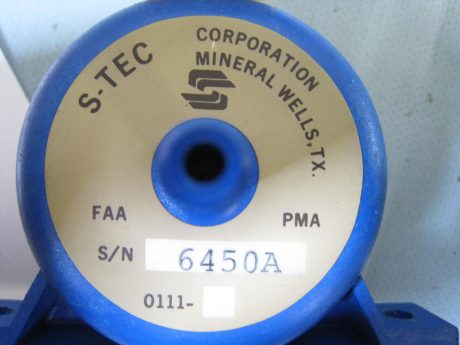 S-TEC
CORPORATION
MINERAL WELLS, TX.
FAA
PMA
S/N 6450A
0111-